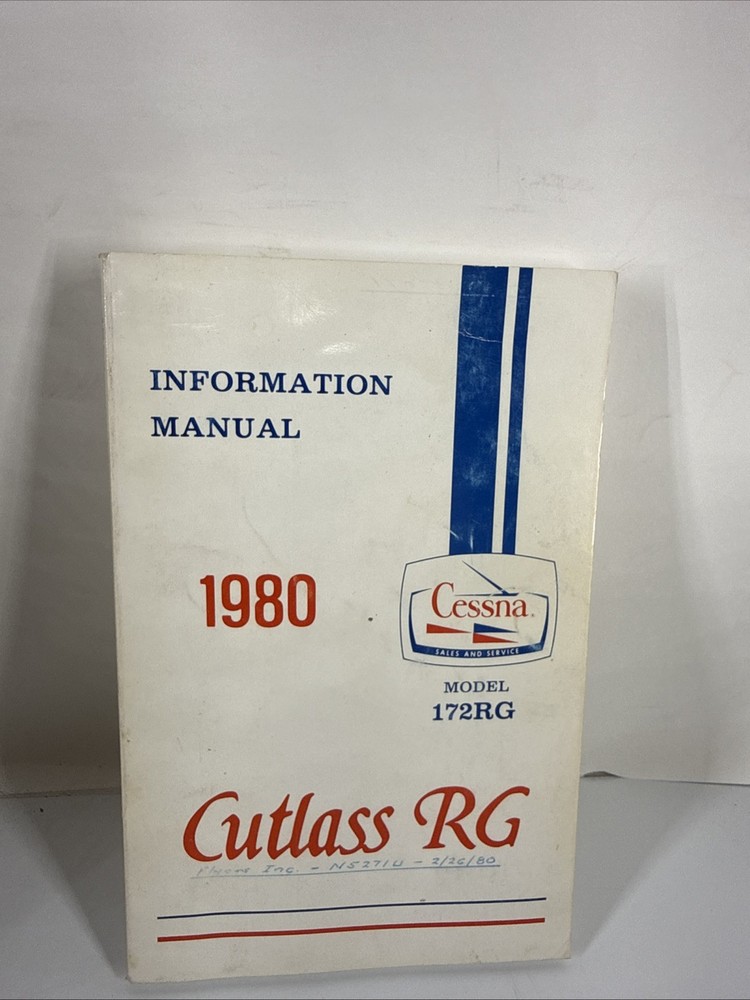 INFORMATION
MANUAL
1980
Cessna®
SALES AND SERVICE
MODEL
172RG
Cutlass RG
Inc. - N5271U - 2/26/80